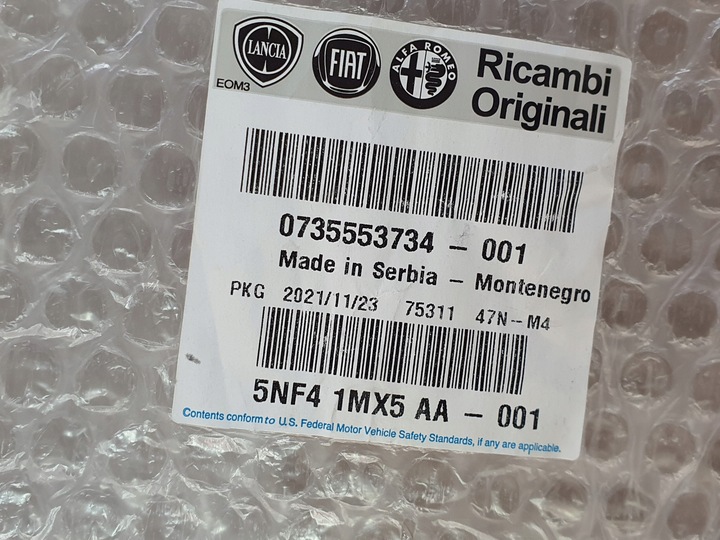 LANCIA
FIAT
ALFA ROMEO
Ricambi
Originali
EOM3
0735553734 - 001
Made in Serbia - Montenegro
PKG 2021/11/23 75311 47N-M4
5NF4 1MX5 AA - 001
Contents conform to U.S. Federal Motor Vehicle Safety Standards, if any are applicable.